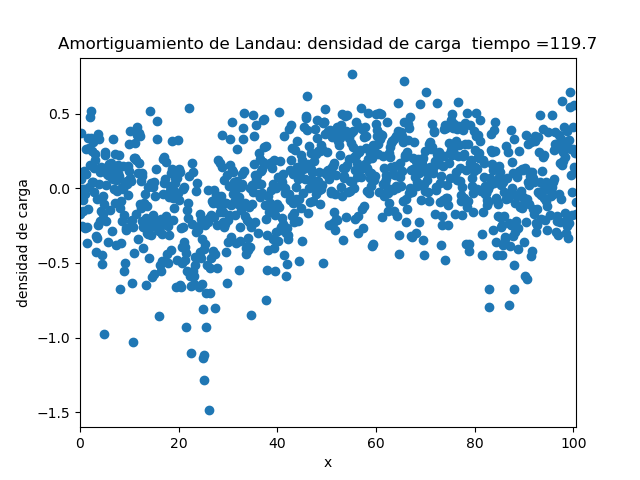 Amortiguamiento de Landau: densidad de carga  tiempo =119.7
densidad de carga
0.5
0.0
−0.5
−1.0
−1.5
0 20 40 60 80 100
x